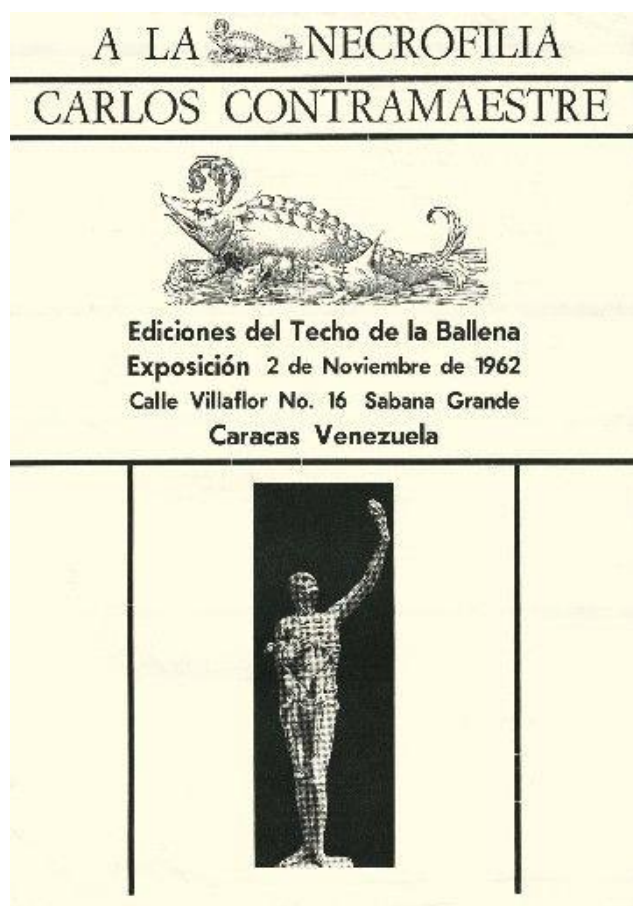 A LA NECROFILIA
CARLOS CONTRAMAESTRE
Ediciones del Techo de la Ballena
Exposición 2 de Noviembre de 1962
Calle Villaflor No. 16 Sabana Grande
Caracas Venezuela